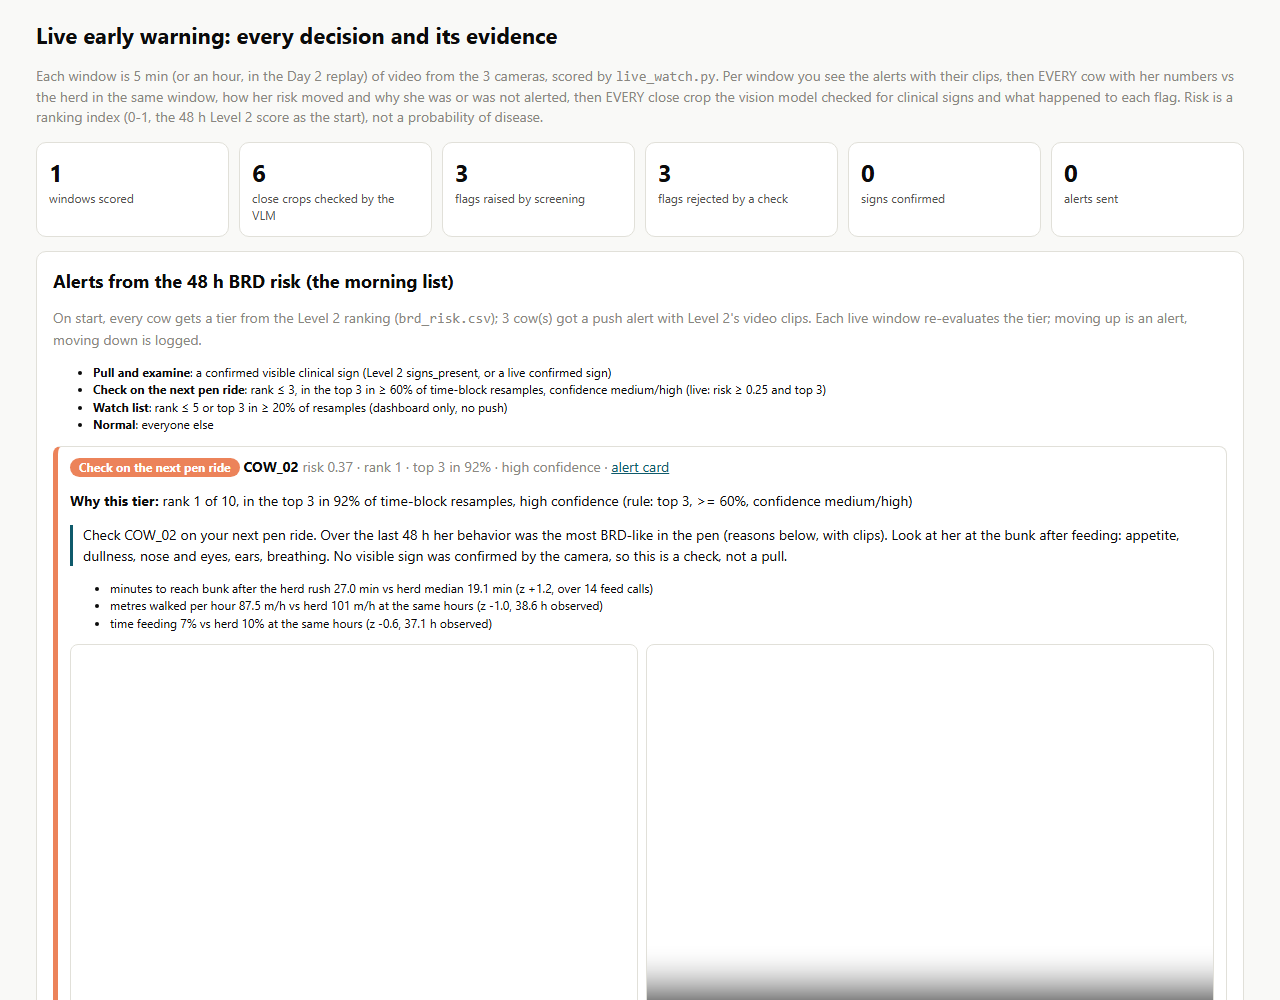 Live early warning: every decision and its evidence
Each window is 5 min (or an hour, in the Day 2 replay) of video from the 3 cameras, scored by live_watch.py. Per window you see the alerts with their clips, then EVERY cow with her numbers vs
the herd in the same window, how her risk moved and why she was or was not alerted, then EVERY close crop the vision model checked for clinical signs and what happened to each flag. Risk is a
ranking index (0-1, the 48 h Level 2 score as the start), not a probability of disease.
1
windows scored
6
close crops checked by the
VLM
3
flags raised by screening
3
flags rejected by a check
0
signs confirmed
0
alerts sent
Alerts from the 48 h BRD risk (the morning list)
On start, every cow gets a tier from the Level 2 ranking (brd_risk.csv); 3 cow(s) got a push alert with Level 2's video clips. Each live window re-evaluates the tier; moving up is an alert,
moving down is logged.
• Pull and examine: a confirmed visible clinical sign (Level 2 signs_present, or a live confirmed sign)
• Check on the next pen ride: rank ≤ 3, in the top 3 in ≥ 60% of time-block resamples, confidence medium/high (live: risk ≥ 0.25 and top 3)
• Watch list: rank ≤ 5 or top 3 in ≥ 20% of resamples (dashboard only, no push)
• Normal: everyone else
Check on the next pen ride COW_02 risk 0.37 · rank 1 · top 3 in 92% · high confidence · alert card
Why this tier: rank 1 of 10, in the top 3 in 92% of time-block resamples, high confidence (rule: top 3, >= 60%, confidence medium/high)
Check COW_02 on your next pen ride. Over the last 48 h her behavior was the most BRD-like in the pen (reasons below, with clips). Look at her at the bunk after feeding: appetite,
dullness, nose and eyes, ears, breathing. No visible sign was confirmed by the camera, so this is a check, not a pull.
• minutes to reach bunk after the herd rush 27.0 min vs herd median 19.1 min (z +1.2, over 14 feed calls)
• metres walked per hour 87.5 m/h vs herd 101 m/h at the same hours (z -1.0, 38.6 h observed)
• time feeding 7% vs herd 10% at the same hours (z -0.6, 37.1 h observed)